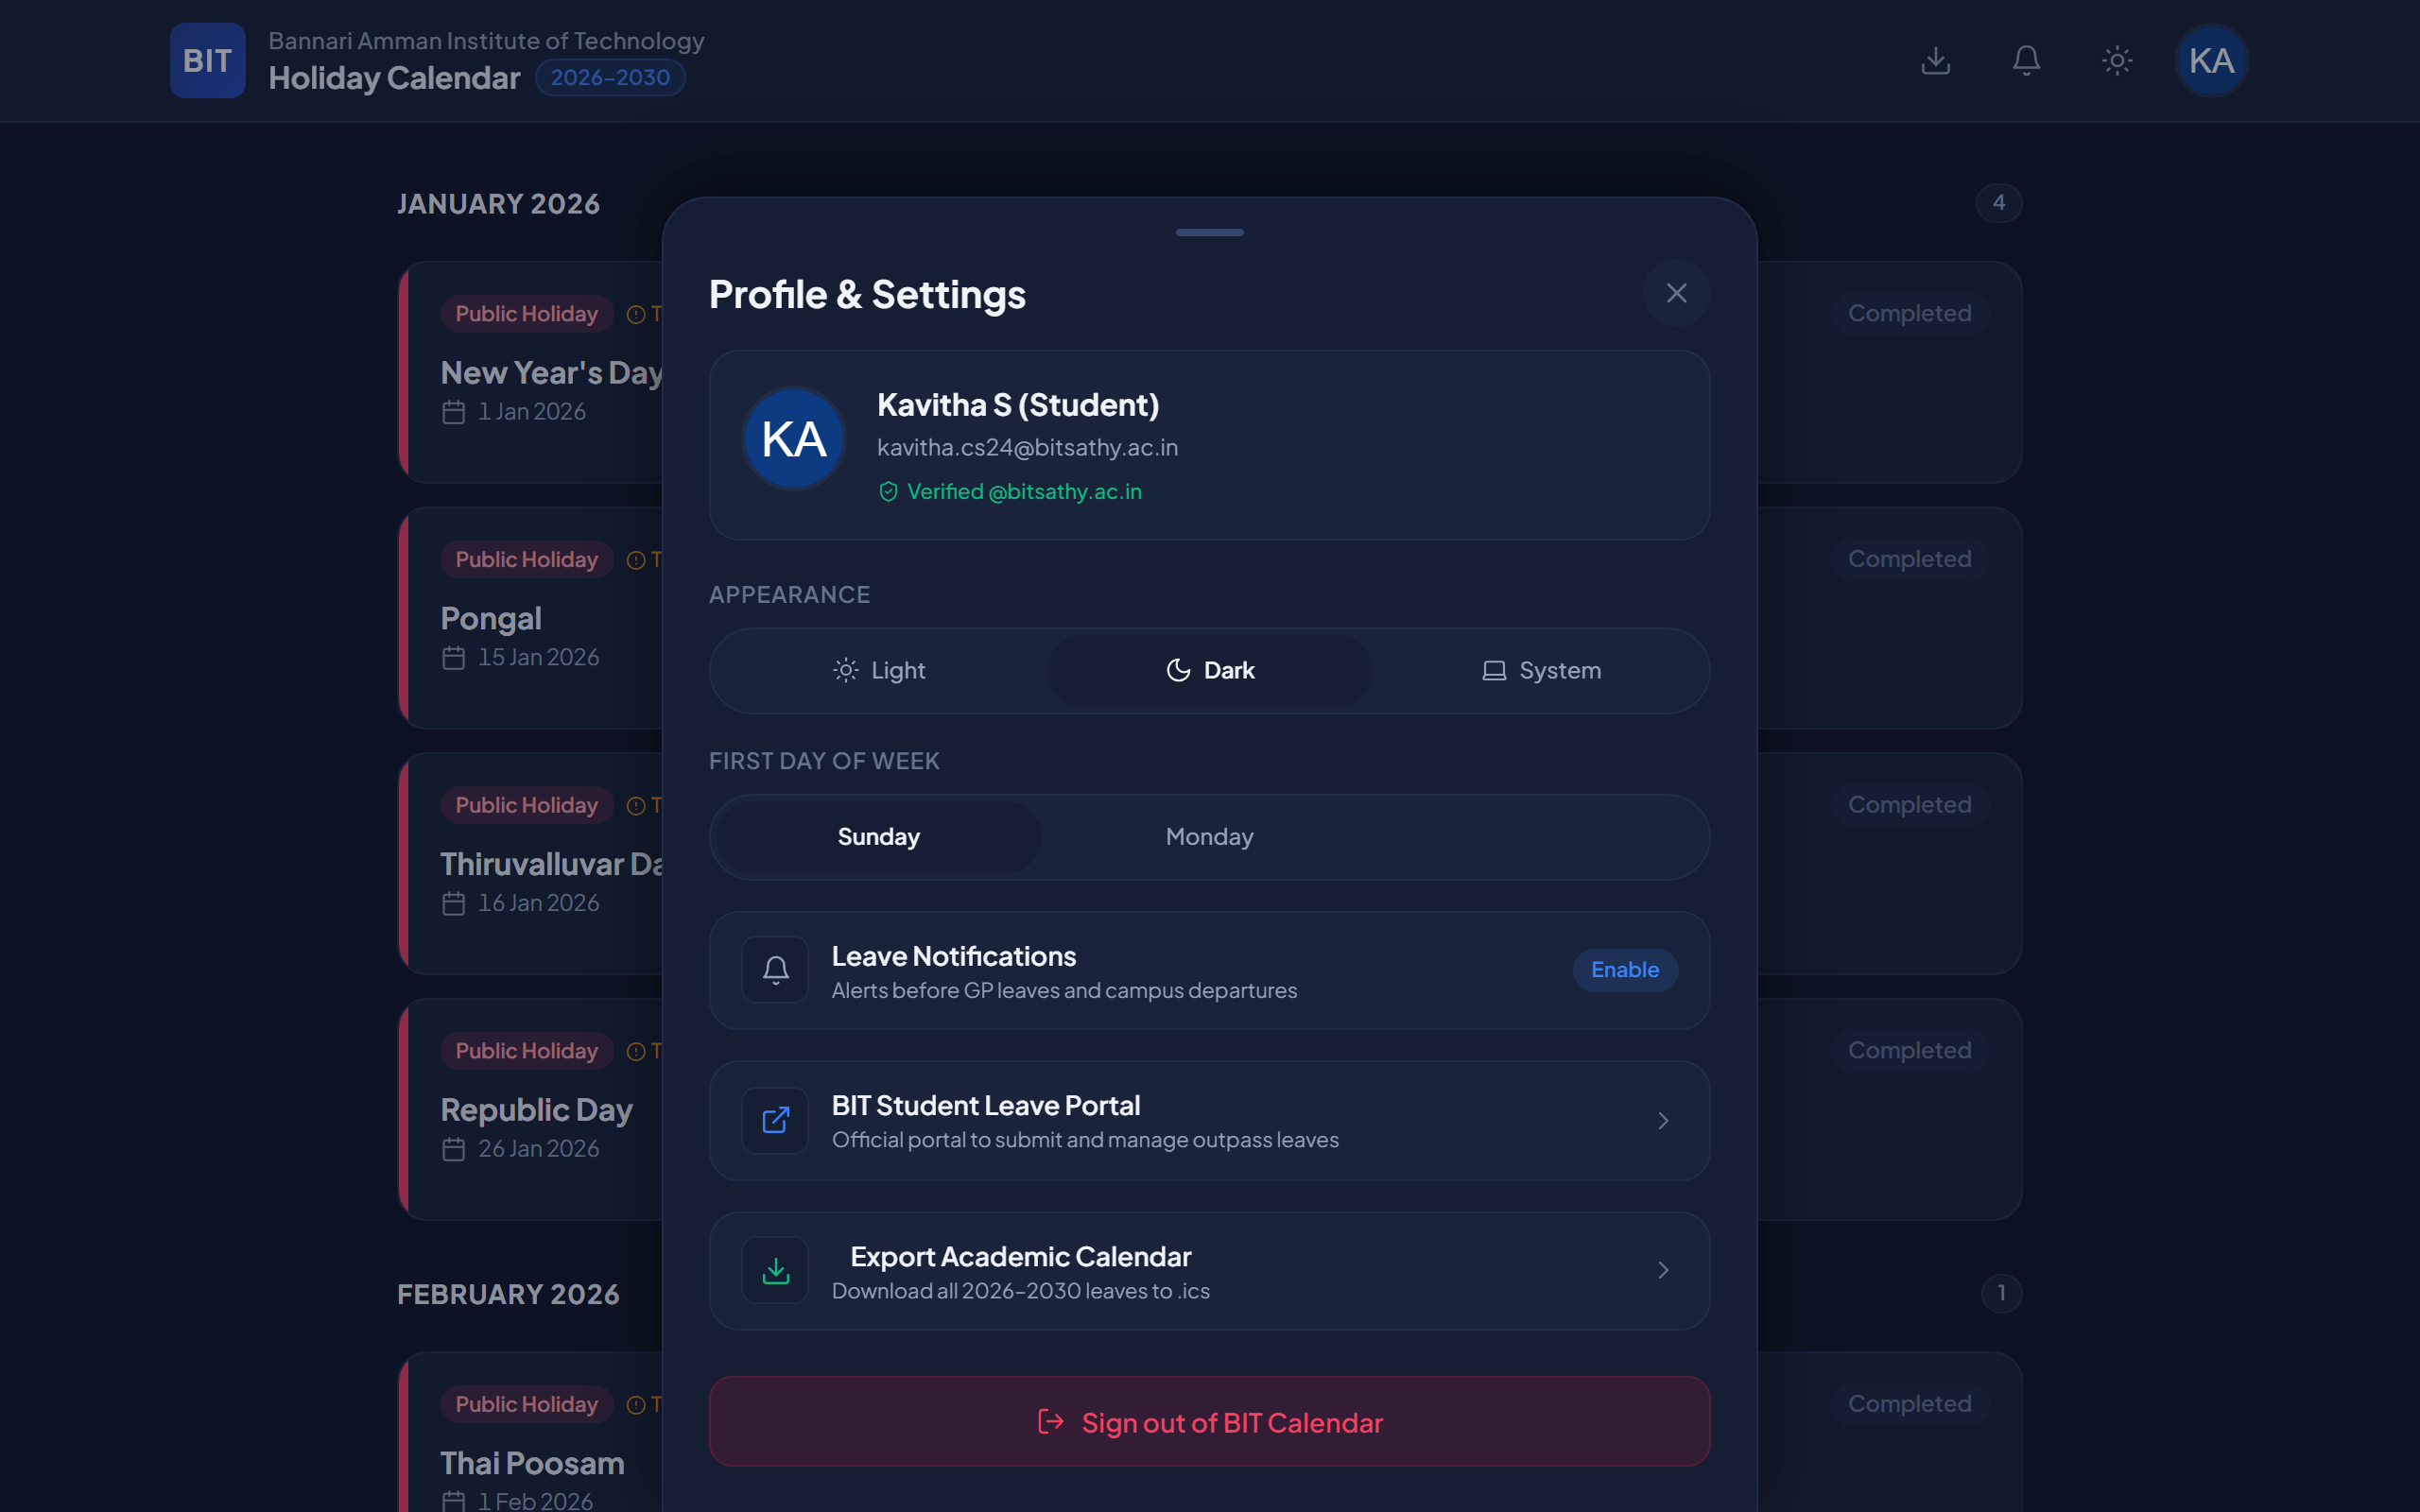 BIT
Bannari Amman Institute of Technology
Holiday Calendar 2026–2030
KA
JANUARY 2026
4
Public Holiday
New Year's Day
1 Jan 2026
Completed
Public Holiday
Pongal
15 Jan 2026
Completed
Public Holiday
Thiruvalluvar Da
16 Jan 2026
Completed
Public Holiday
Republic Day
26 Jan 2026
Completed
FEBRUARY 2026
1
Public Holiday
Thai Poosam
1 Feb 2026
Completed
Profile & Settings
KA
Kavitha S (Student)
kavitha.cs24@bitsathy.ac.in
Verified @bitsathy.ac.in
APPEARANCE
Light
Dark
System
FIRST DAY OF WEEK
Sunday
Monday
Leave Notifications
Alerts before GP leaves and campus departures
Enable
BIT Student Leave Portal
Official portal to submit and manage outpass leaves
Export Academic Calendar
Download all 2026–2030 leaves to .ics
Sign out of BIT Calendar